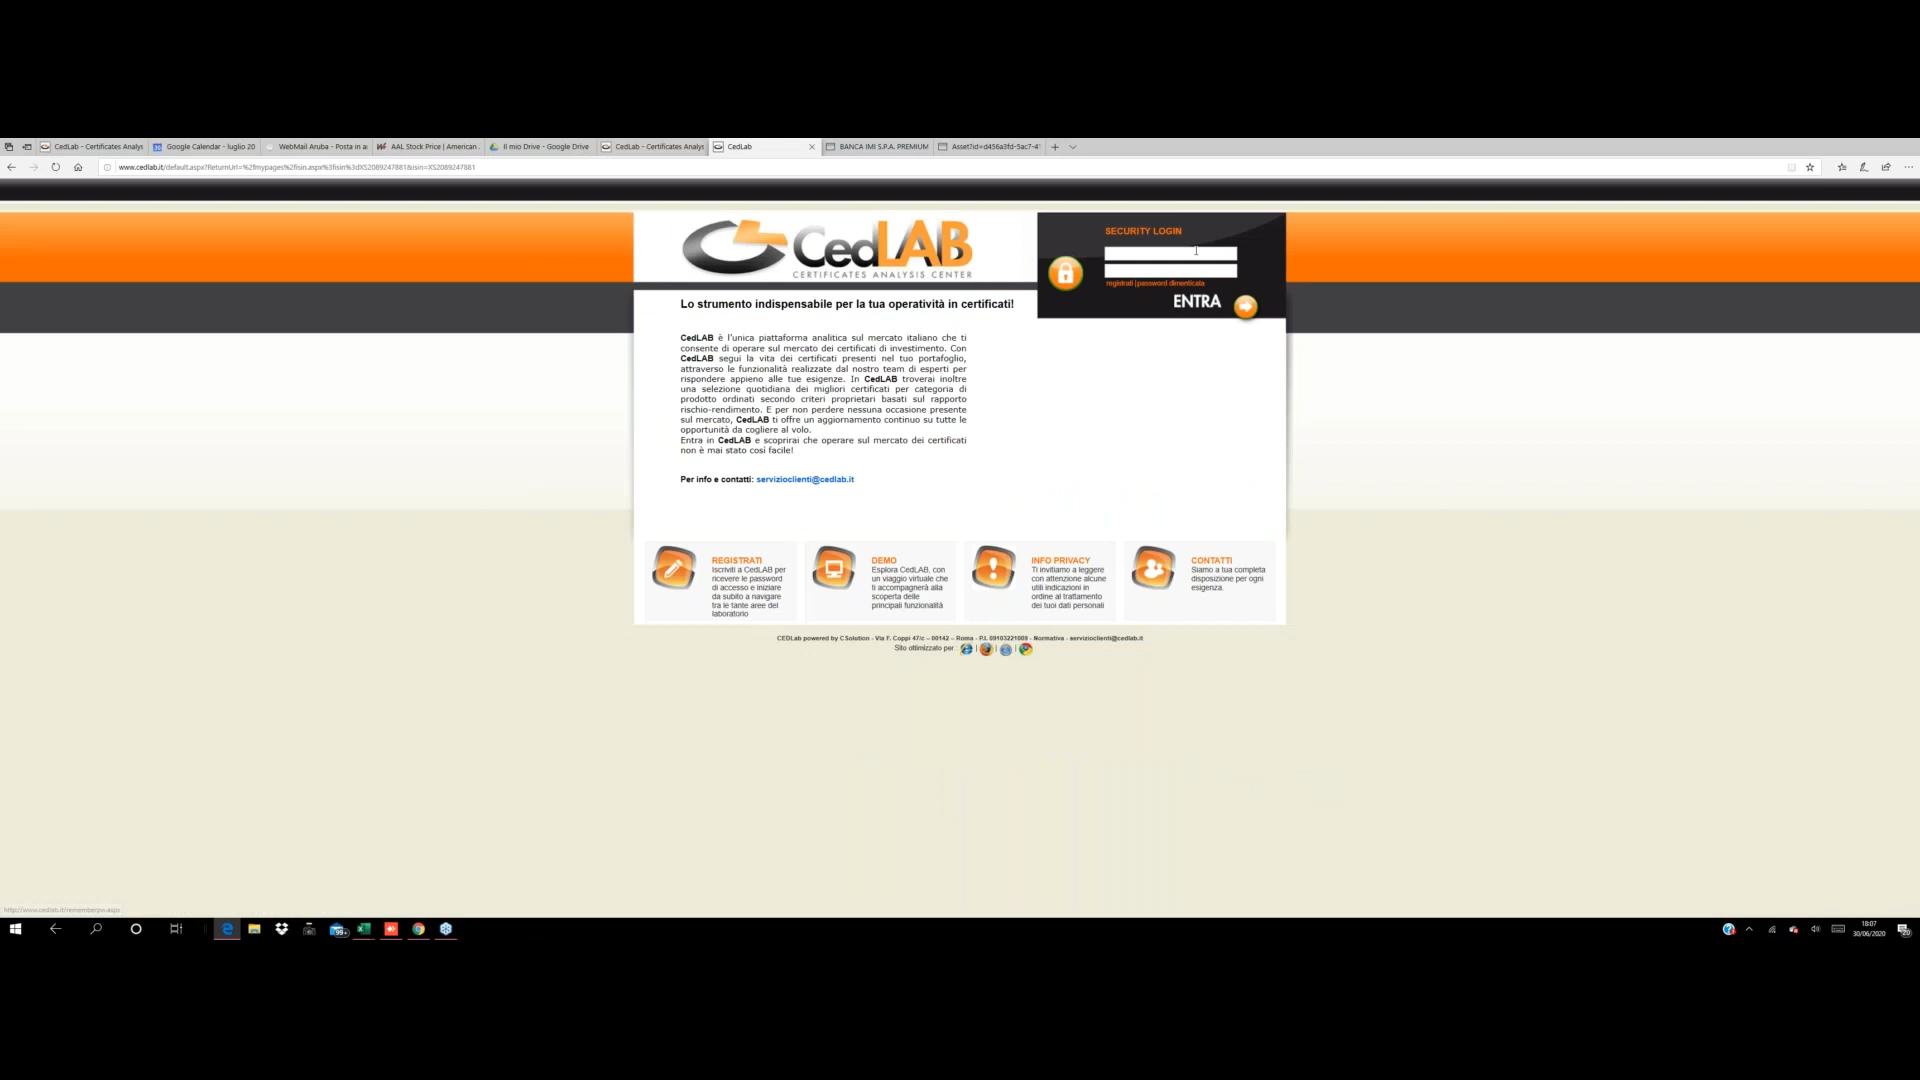 CedLab - Certificates Analys
Google Calendar - luglio 20
WebMail Aruba - Posta in a
AAL Stock Price | American
Il mio Drive - Google Drive
CedLab - Certificates Analys
CedLab
BANCA IMI S.P.A. PREMIUM
Asset?id=d456a3fd-5ac7-4
www.cedlab.it/default.aspx?ReturnUrl=%2fmypages%2fisin.aspx%3fisin%3dXS2089247881&isin=XS2089247881
CedLAB
CERTIFICATES ANALYSIS CENTER
SECURITY LOGIN
registrati |password dimenticata
ENTRA
Lo strumento indispensabile per la tua operatività in certificati!
CedLAB è l'unica piattaforma analitica sul mercato italiano che ti
consente di operare sul mercato dei certificati di investimento. Con
CedLAB segui la vita dei certificati presenti nel tuo portafoglio,
attraverso le funzionalità realizzate dal nostro team di esperti per
rispondere appieno alle tue esigenze. In CedLAB troverai inoltre
una selezione quotidiana dei migliori certificati per categoria di
prodotto ordinati secondo criteri proprietari basati sul rapporto
rischio-rendimento. E per non perdere nessuna occasione presente
sul mercato, CedLAB ti offre un aggiornamento continuo su tutte le
opportunità da cogliere al volo.
Entra in CedLAB e scoprirai che operare sul mercato dei certificati
non è mai stato così facile!
Per info e contatti: servizioclienti@cedlab.it
REGISTRATI
Iscriviti a CedLAB per
ricevere le password
di accesso e iniziare
da subito a navigare
tra le tante aree del
laboratorio
DEMO
Esplora CedLAB, con
un viaggio virtuale che
ti accompagnerà alla
scoperta delle
principali funzionalità
INFO PRIVACY
Ti invitiamo a leggere
con attenzione alcune
utili indicazioni in
ordine al trattamento
dei tuoi dati personali
CONTATTI
Siamo a tua completa
disposizione per ogni
esigenza.
CEDLab powered by CSolution - Via F. Coppi 47/c – 00142 – Roma - P.I. 09103221009 - Normativa - servizioclienti@cedlab.it
Sito ottimizzato per : | | |
http://www.cedlab.it/rememberpw.aspx
99+
18:07
30/06/2020
20